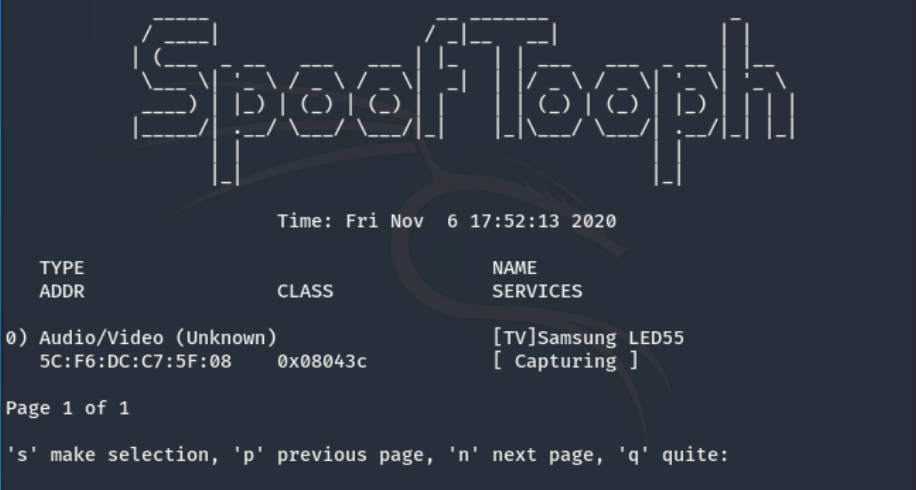 SpoofTooph
Time: Fri Nov  6 17:52:13 2020
TYPE NAME
ADDR CLASS SERVICES
0) Audio/Video (Unknown) [TV]Samsung LED55
5C:F6:DC:C7:5F:08 0x08043c [ Capturing ]
Page 1 of 1
's' make selection, 'p' previous page, 'n' next page, 'q' quite: